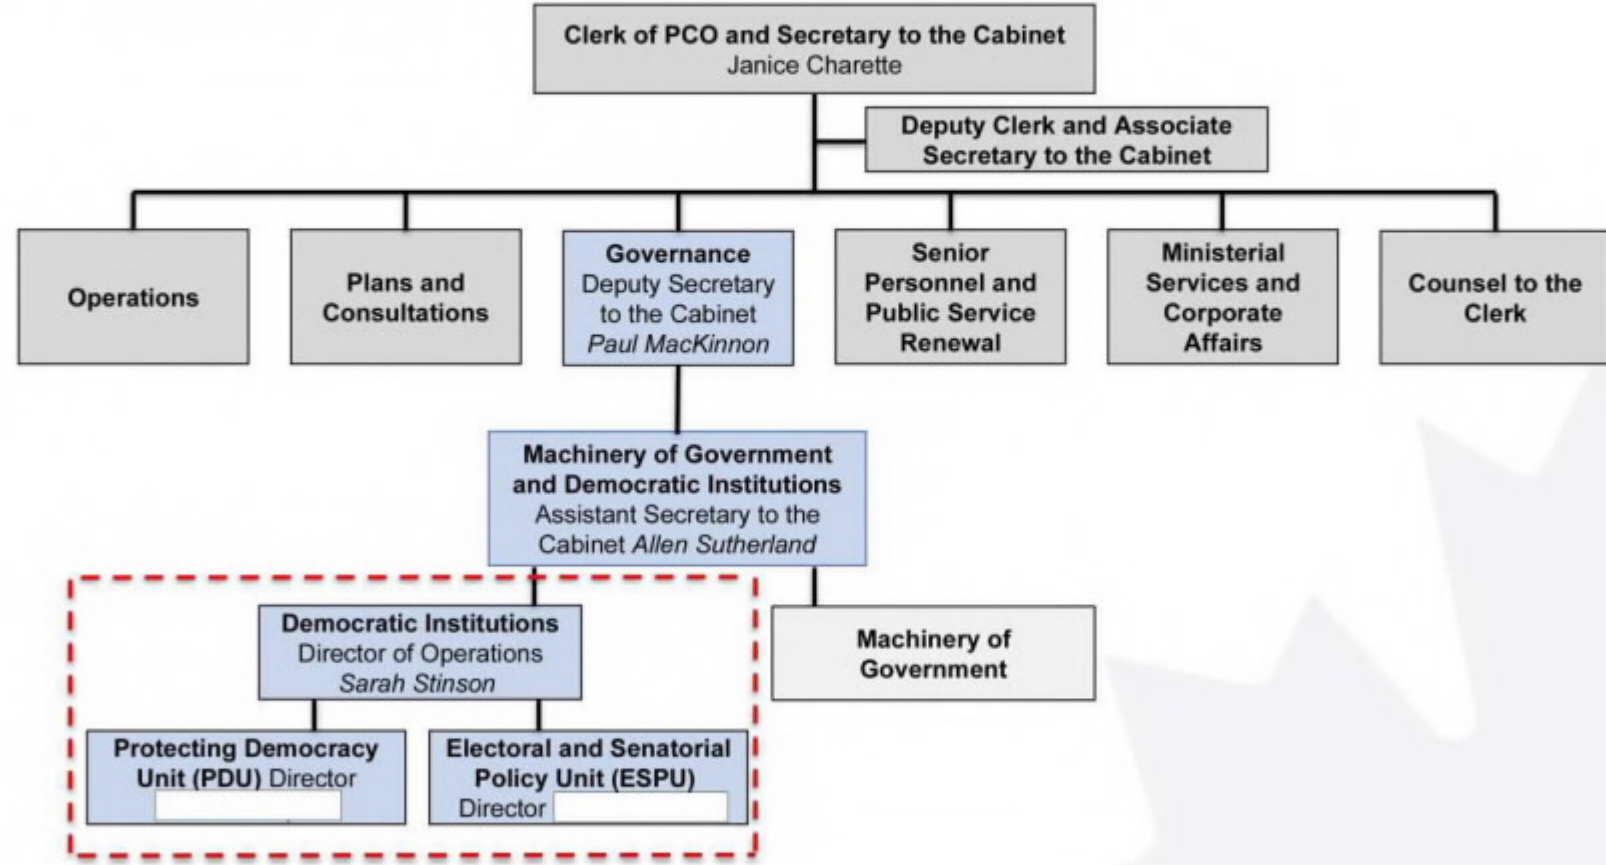 Clerk of PCO and Secretary to the Cabinet
Janice Charette
Deputy Clerk and Associate
Secretary to the Cabinet
Operations
Plans and
Consultations
Governance
Deputy Secretary
to the Cabinet
Paul MacKinnon
Senior
Personnel and
Public Service
Renewal
Ministerial
Services and
Corporate
Affairs
Counsel to the
Clerk
Machinery of Government
and Democratic Institutions
Assistant Secretary to the
Cabinet Allen Sutherland
Democratic Institutions
Director of Operations
Sarah Stinson
Machinery of
Government
Protecting Democracy
Unit (PDU) Director
Electoral and Senatorial
Policy Unit (ESPU)
Director